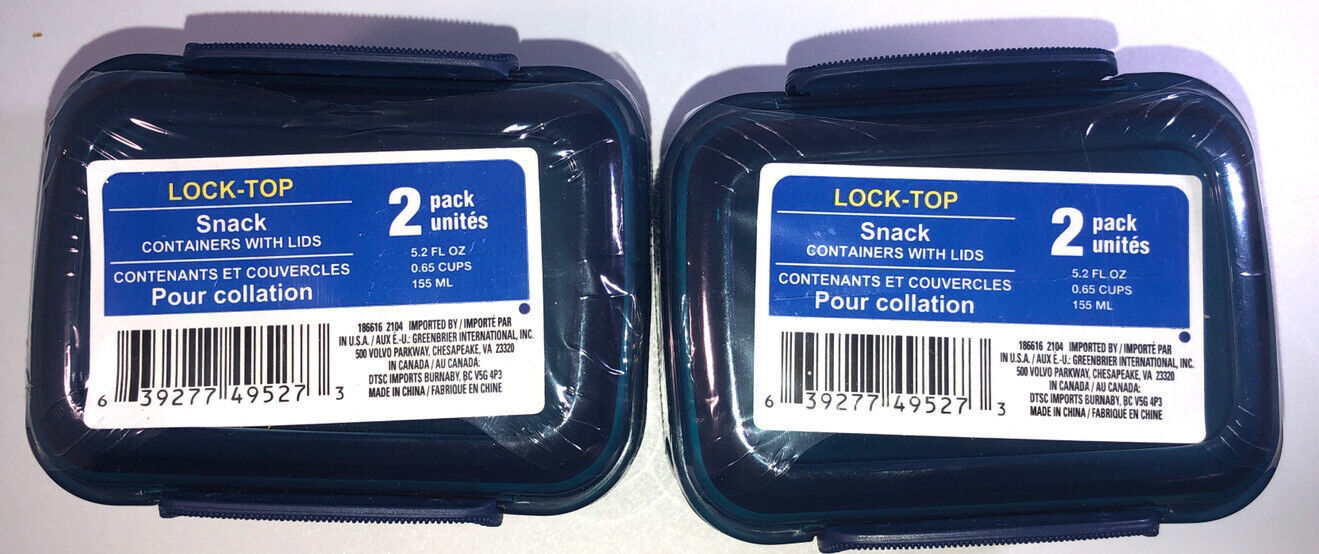 LOCK-TOP
Snack
CONTAINERS WITH LIDS
CONTENANTS ET COUVERCLES
Pour collation
2 pack
unités
5.2 FL OZ
0.65 CUPS
155 ML
6 39277 49527 3
186616 2104 IMPORTED BY / IMPORTÉ PAR
IN U.S.A. / AUX É.-U.: GREENBRIER INTERNATIONAL, INC.
500 VOLVO PARKWAY, CHESAPEAKE, VA 23320
IN CANADA / AU CANADA:
DTSC IMPORTS BURNABY, BC V5G 4P3
MADE IN CHINA / FABRIQUÉ EN CHINE
LOCK-TOP
Snack
CONTAINERS WITH LIDS
CONTENANTS ET COUVERCLES
Pour collation
2 pack
unités
5.2 FL OZ
0.65 CUPS
155 ML
6 39277 49527 3
186616 2104 IMPORTED BY / IMPORTÉ PAR
IN U.S.A. / AUX É.-U.: GREENBRIER INTERNATIONAL, INC.
500 VOLVO PARKWAY, CHESAPEAKE, VA 23320
IN CANADA / AU CANADA:
DTSC IMPORTS BURNABY, BC V5G 4P3
MADE IN CHINA / FABRIQUÉ EN CHINE